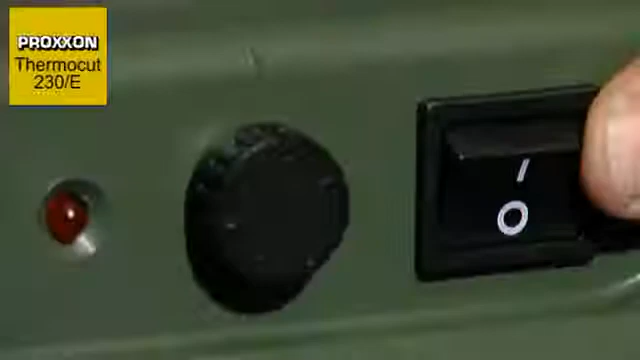 PROXXON
Thermocut
230/E
I
O